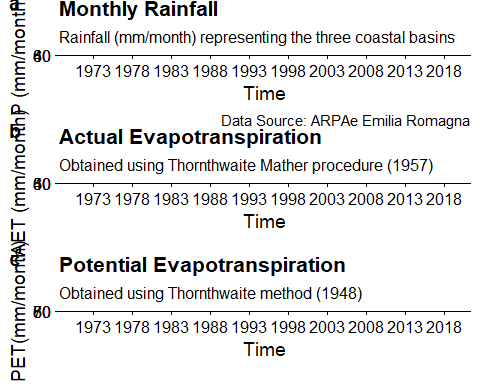 a
Monthly Rainfall
Rainfall (mm/month) representing the three coastal basins
P (mm/month)
1973 1978 1983 1988 1993 1998 2003 2008 2013 2018
Time
Data Source: ARPAe Emilia Romagna
b
Actual Evapotranspiration
Obtained using Thornthwaite Mather procedure (1957)
AET (mm/month)
1973 1978 1983 1988 1993 1998 2003 2008 2013 2018
Time
Potential Evapotranspiration
Obtained using Thornthwaite method (1948)
PET(mm/month)
1973 1978 1983 1988 1993 1998 2003 2008 2013 2018
Time